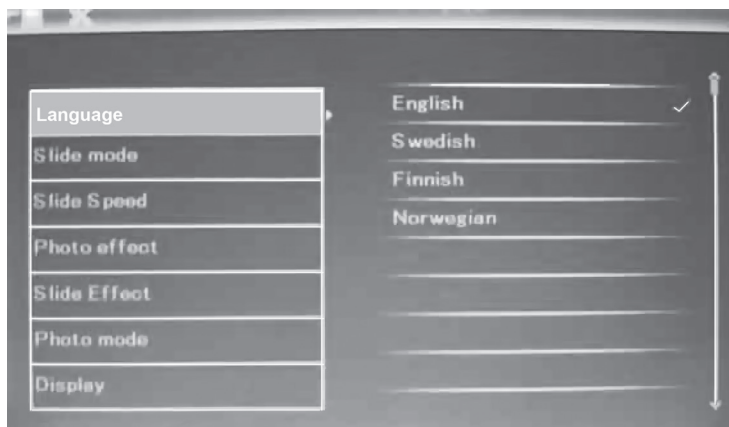 Language
Slide mode
Slide Speed
Photo effect
Slide Effect
Photo mode
Display
English
Swedish
Finnish
Norwegian